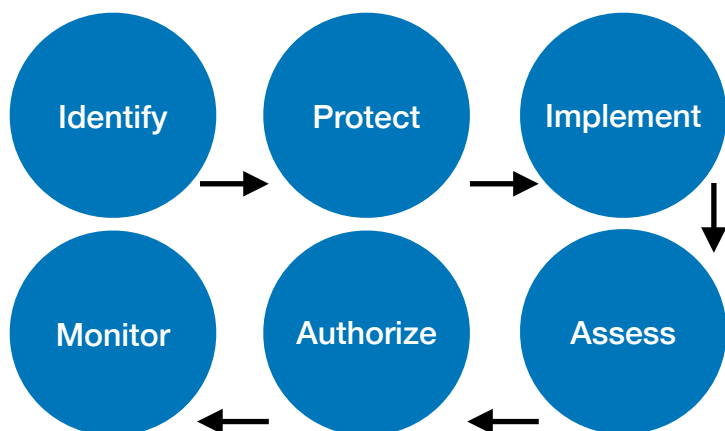 Identify
Protect
Implement
Assess
Authorize
Monitor